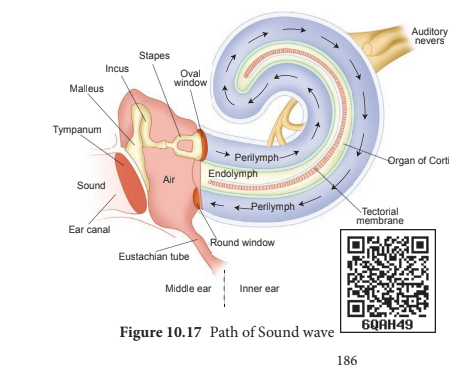 Auditory
nevers
Stapes
Incus
Oval
window
Malleus
Tympanum
Perilymph
Organ of Corti
Endolymph
Air
Sound
Perilymph
Tectorial
membrane
Ear canal
Round window
Eustachian tube
Middle ear
Inner ear
6QAH49
Figure 10.17 Path of Sound wave
186